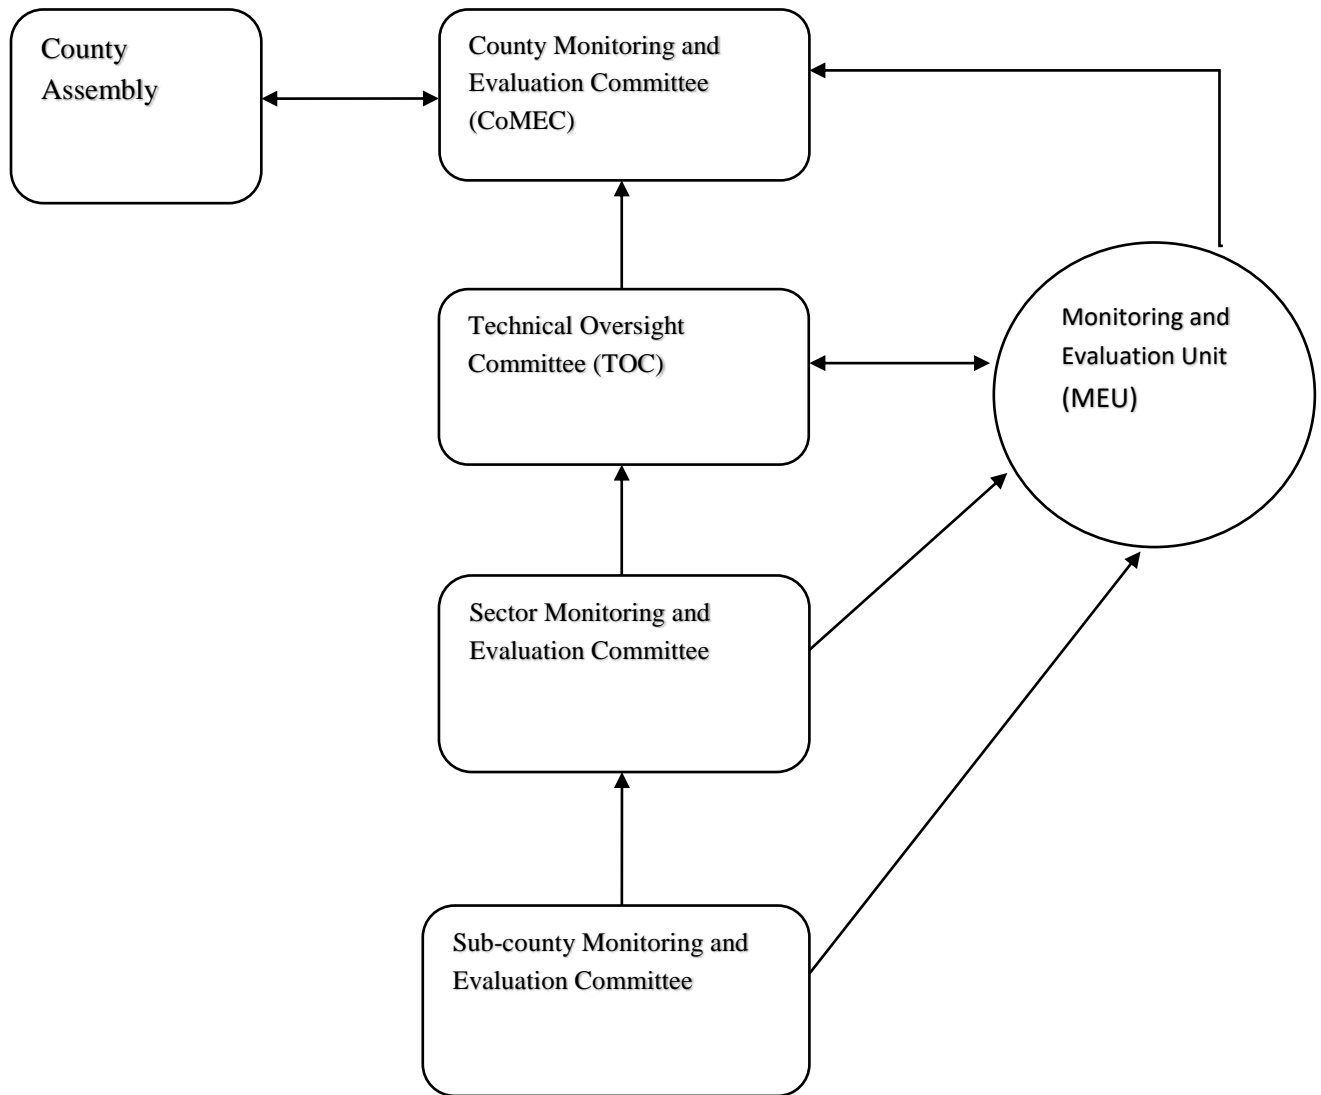 County
Assembly
County Monitoring and
Evaluation Committee
(CoMEC)
Technical Oversight
Committee (TOC)
Monitoring and
Evaluation Unit
(MEU)
Sector Monitoring and
Evaluation Committee
Sub-county Monitoring and
Evaluation Committee